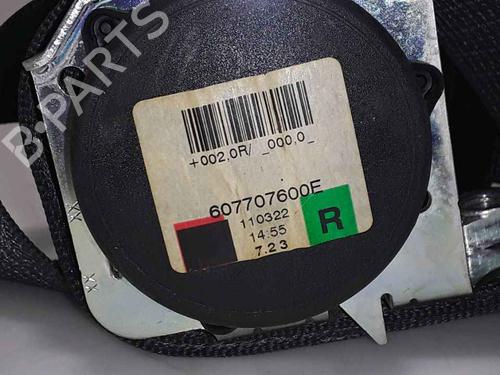 B-PARTS
+002,0R/ _000,0_
607707600E
110322
14:55
7.23
R